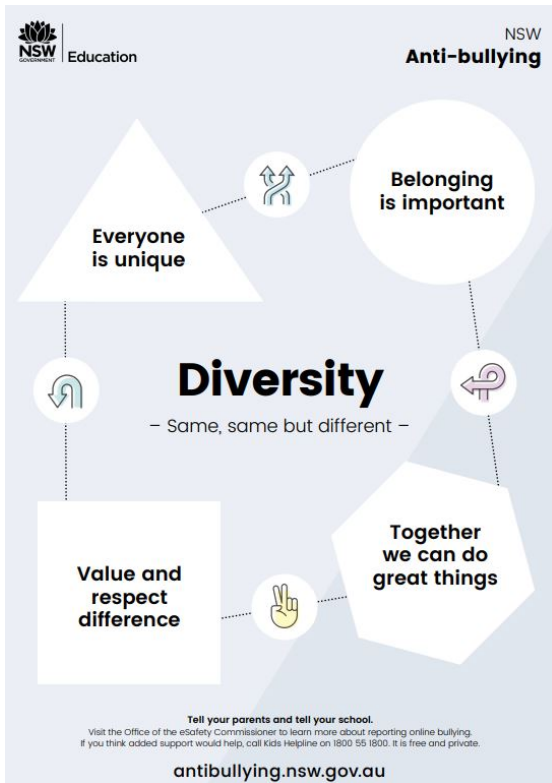 NSW
GOVERNMENT
Education
NSW
Anti-bullying
Everyone
is unique
Belonging
is important
Diversity
– Same, same but different –
Value and
respect
difference
Together
we can do
great things
Tell your parents and tell your school.
Visit the Office of the eSafety Commissioner to learn more about reporting online bullying.
If you think added support would help, call Kids Helpline on 1800 55 1800. It is free and private.
antibullying.nsw.gov.au